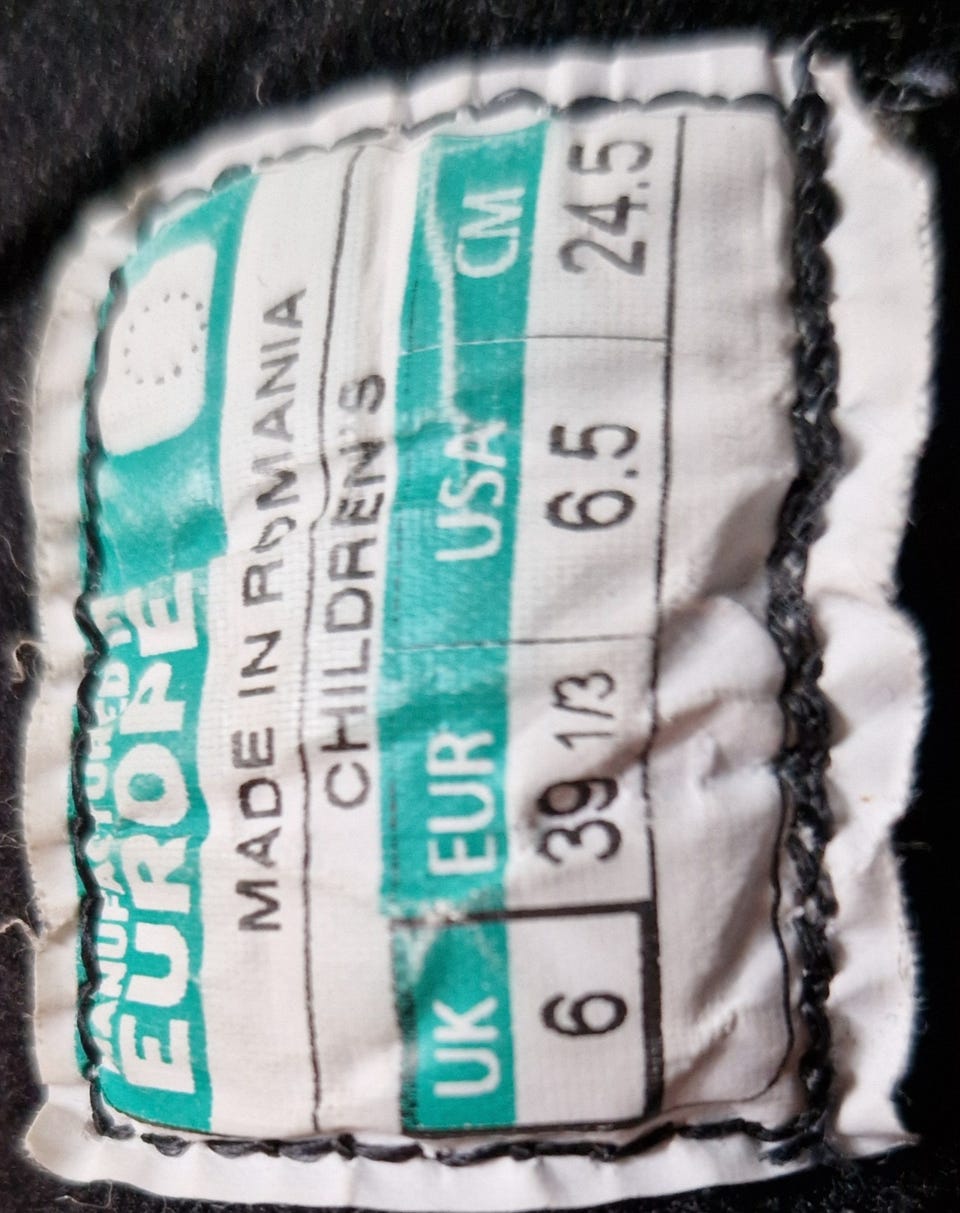 MANUFACTURED IN
EUROPE
MADE IN ROMANIA
CHILDREN'S
UK EUR USA CM
6 39 1/3 6.5 24.5